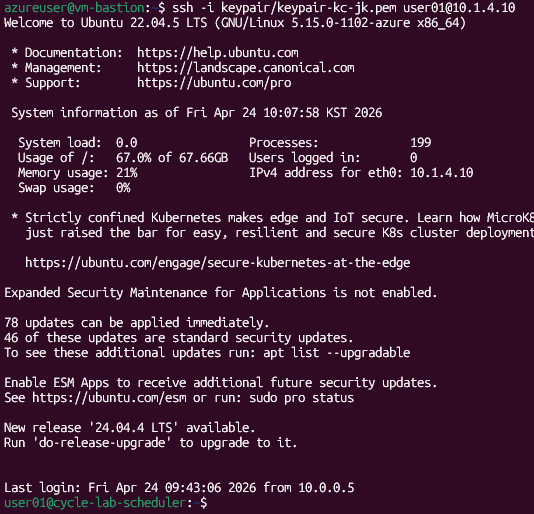 azureuser@vm-bastion:~$ ssh -i keypair/keypair-kc-jk.pem user01@10.1.4.10
Welcome to Ubuntu 22.04.5 LTS (GNU/Linux 5.15.0-1102-azure x86_64)

 * Documentation:  https://help.ubuntu.com
 * Management:     https://landscape.canonical.com
 * Support:        https://ubuntu.com/pro

 System information as of Fri Apr 24 10:07:58 KST 2026

  System load:  0.0                Processes:             199
  Usage of /:   67.0% of 67.66GB   Users logged in:       0
  Memory usage: 21%                IPv4 address for eth0: 10.1.4.10
  Swap usage:   0%

 * Strictly confined Kubernetes makes edge and IoT secure. Learn how MicroK8
   just raised the bar for easy, resilient and secure K8s cluster deployment

   https://ubuntu.com/engage/secure-kubernetes-at-the-edge

Expanded Security Maintenance for Applications is not enabled.

78 updates can be applied immediately.
46 of these updates are standard security updates.
To see these additional updates run: apt list --upgradable

Enable ESM Apps to receive additional future security updates.
See https://ubuntu.com/esm or run: sudo pro status

New release '24.04.4 LTS' available.
Run 'do-release-upgrade' to upgrade to it.


Last login: Fri Apr 24 09:43:06 2026 from 10.0.0.5
user01@cycle-lab-scheduler:~$